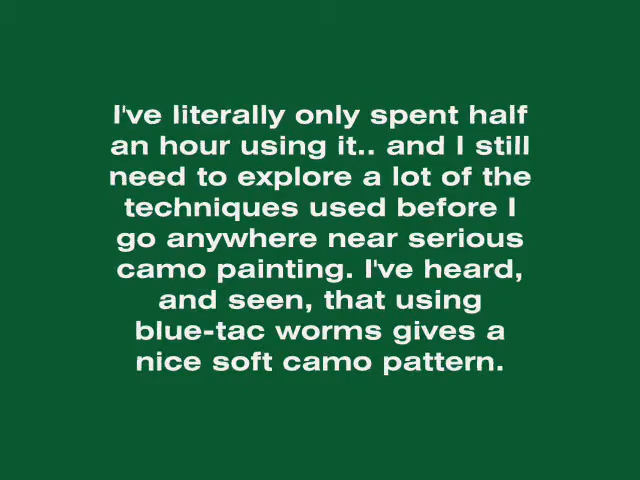 I've literally only spent half
an hour using it.. and I still
need to explore a lot of the
techniques used before I
go anywhere near serious
camo painting. I've heard,
and seen, that using
blue-tac worms gives a
nice soft camo pattern.